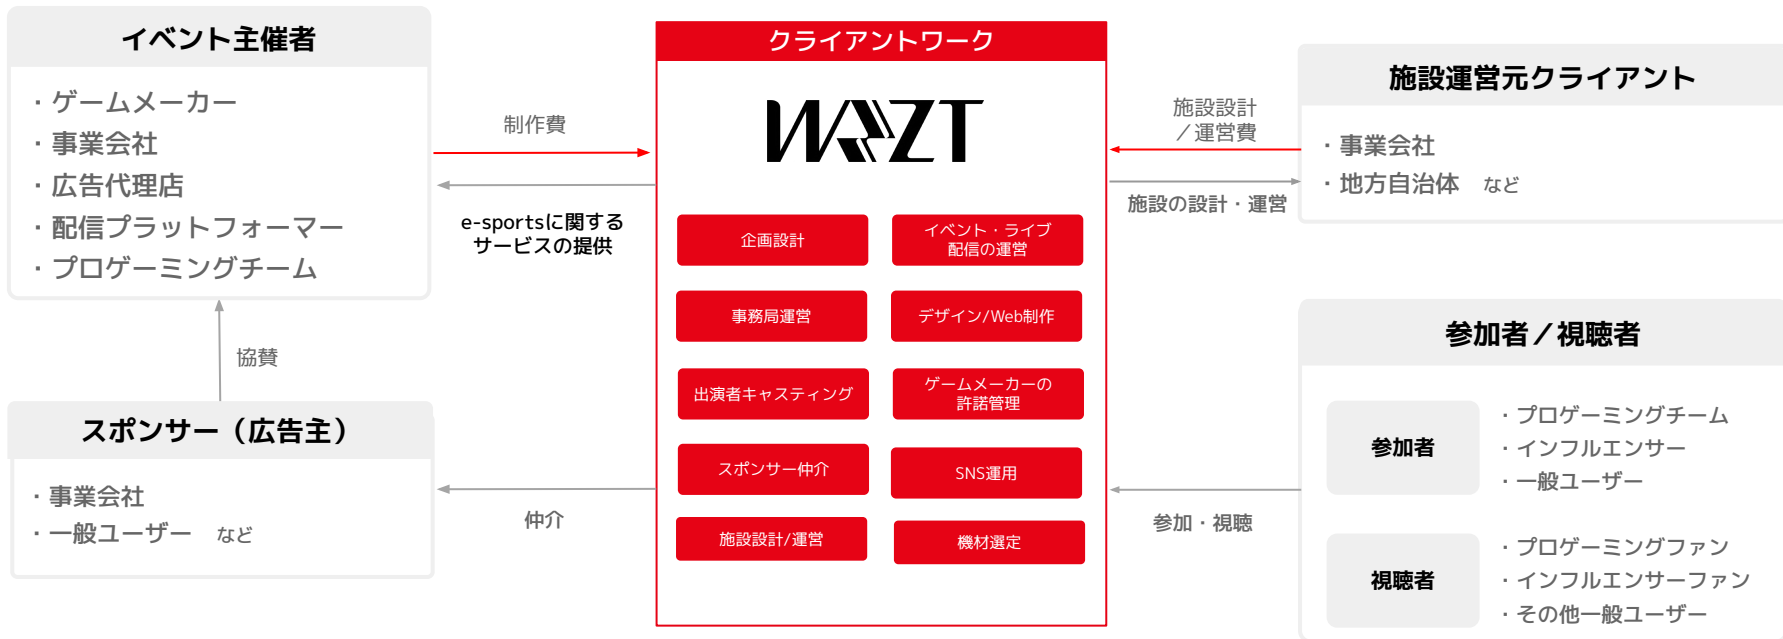 イベント主催者
・ゲームメーカー
・事業会社
・広告代理店
・配信プラットフォーマー
・プロゲーミングチーム
協賛
スポンサー（広告主）
・事業会社
・一般ユーザー など
制作費
e-sportsに関する
サービスの提供
仲介
クライアントワーク
WRZT
企画設計
イベント・ライブ
配信の運営
事務局運営
デザイン/Web制作
出演者キャスティング
ゲームメーカーの
許諾管理
スポンサー仲介
SNS運用
施設設計/運営
機材選定
施設設計
／運営費
施設の設計・運営
参加・視聴
施設運営元クライアント
・事業会社
・地方自治体 など
参加者／視聴者
参加者
・プロゲーミングチーム
・インフルエンサー
・一般ユーザー
視聴者
・プロゲーミングファン
・インフルエンサーファン
・その他一般ユーザー